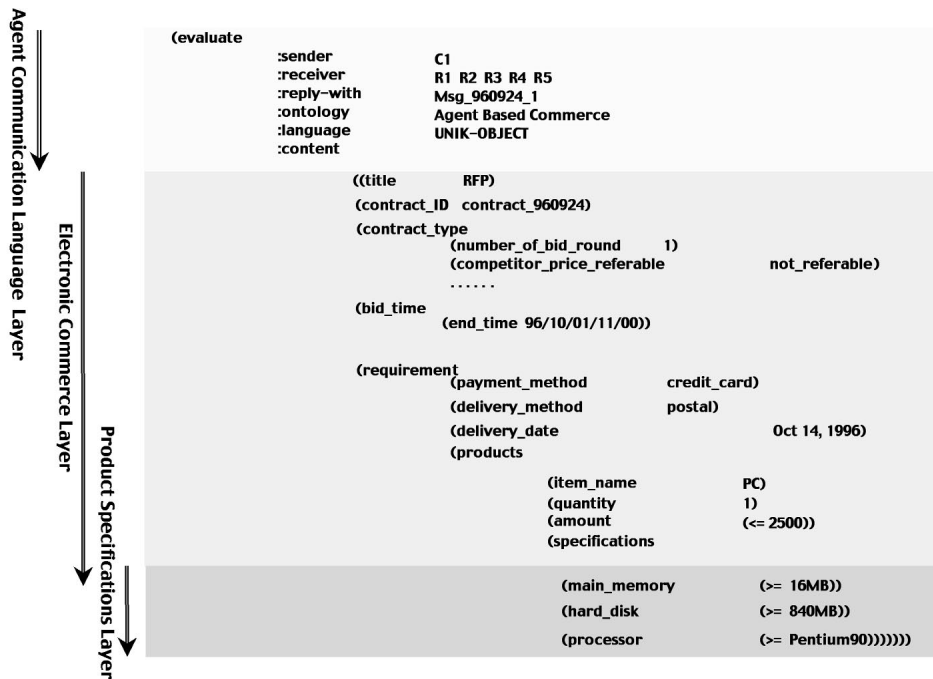 Agent Communication Language Layer
Electronic Commerce Layer
Product Specifications Layer
(evaluate
:sender C1
:receiver R1 R2 R3 R4 R5
:reply-with Msg_960924_1
:ontology Agent Based Commerce
:language UNIK-OBJECT
:content
((title RFP)
(contract_ID contract_960924)
(contract_type
(number_of_bid_round 1)
(competitor_price_referable not_referable)
......
(bid_time
(end_time 96/10/01/11/00))
(requirement
(payment_method credit_card)
(delivery_method postal)
(delivery_date Oct 14, 1996)
(products
(item_name PC)
(quantity 1)
(amount (<= 2500))
(specifications
(main_memory (>= 16MB))
(hard_disk (>= 840MB))
(processor (>= Pentium90)))))))